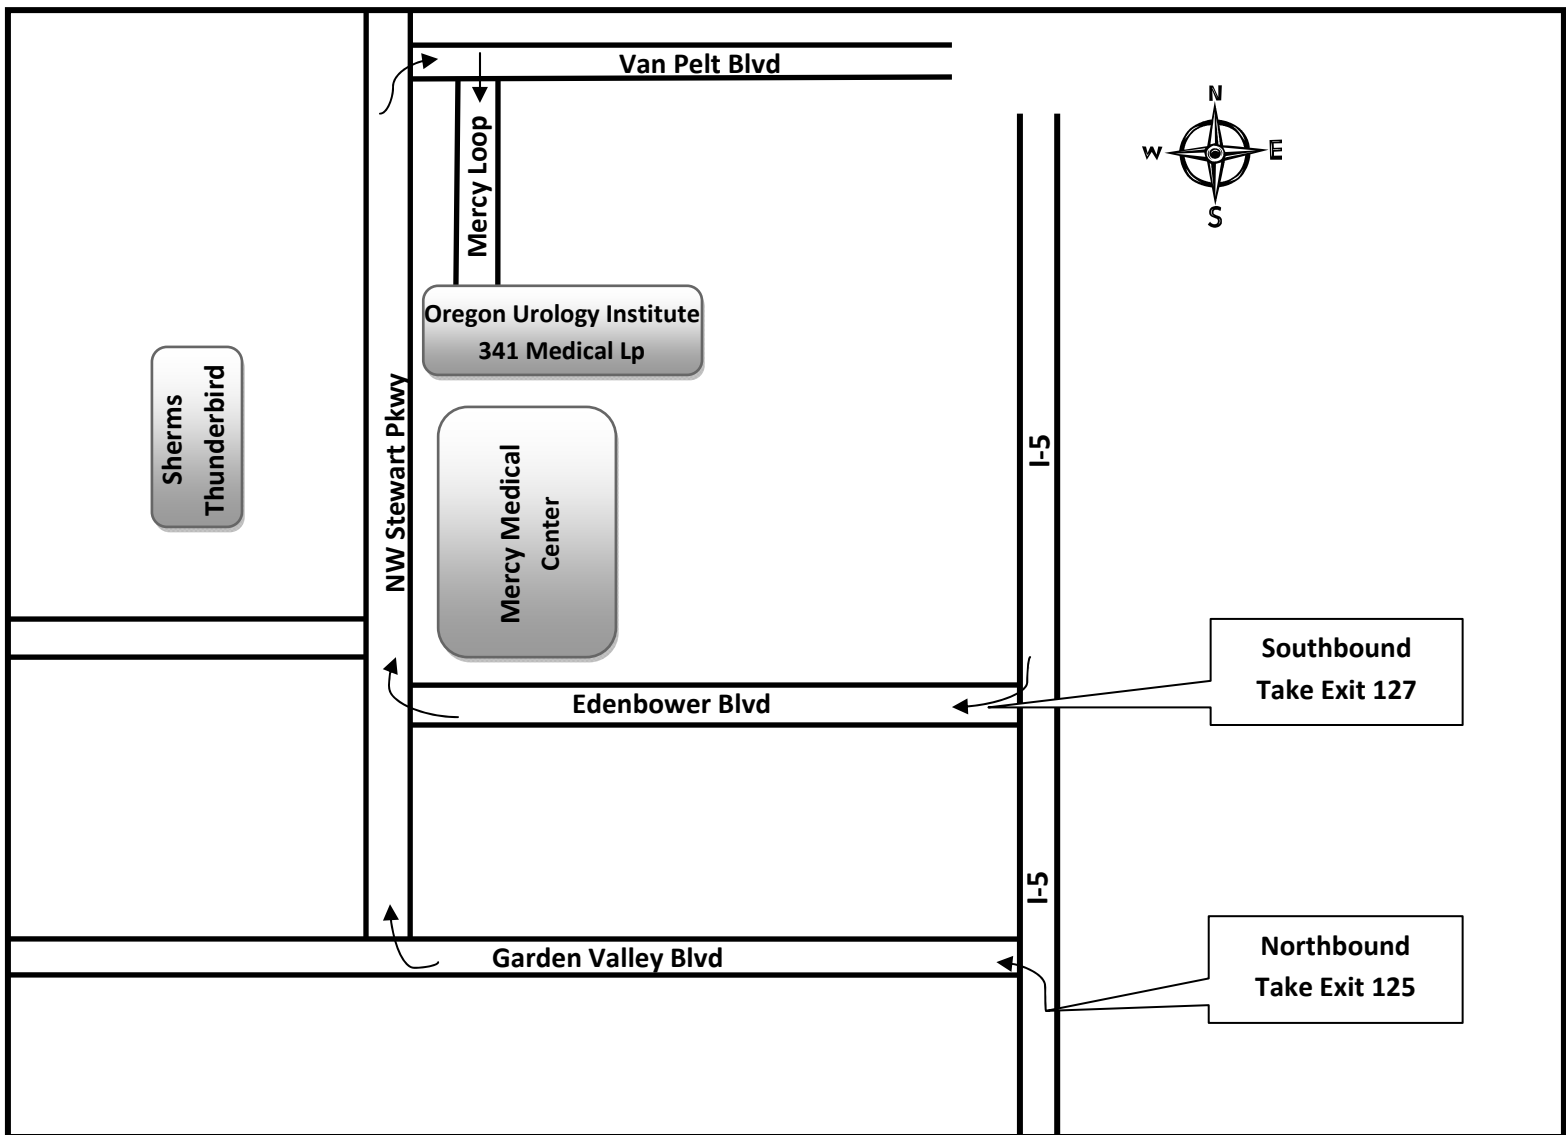 Van Pelt Blvd
N
W
E
S
Mercy Loop
Oregon Urology Institute
341 Medical Lp
Sherms
Thunderbird
NW Stewart Pkwy
Mercy Medical
Center
I-5
Southbound
Take Exit 127
Edenbower Blvd
I-5
Northbound
Take Exit 125
Garden Valley Blvd